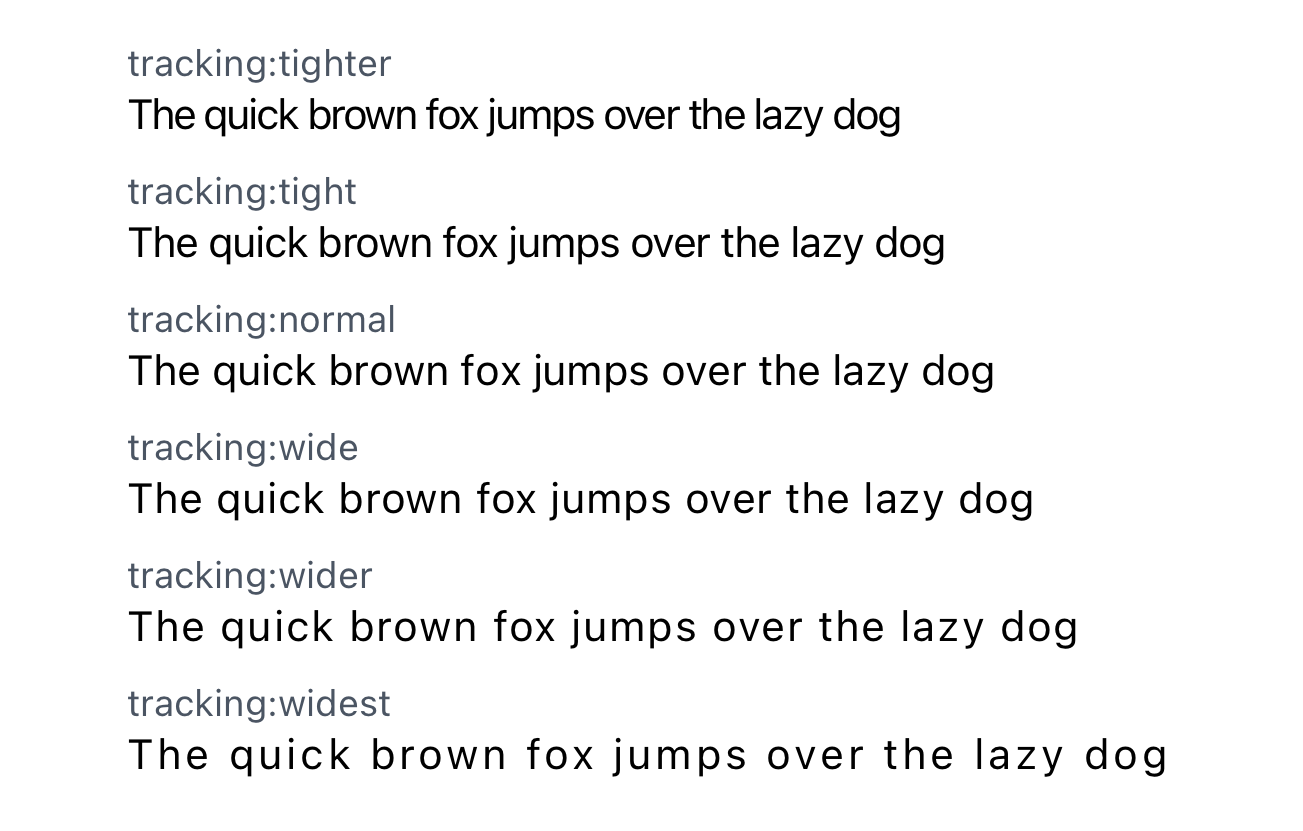 tracking:tighter
The quick brown fox jumps over the lazy dog
tracking:tight
The quick brown fox jumps over the lazy dog
tracking:normal
The quick brown fox jumps over the lazy dog
tracking:wide
The quick brown fox jumps over the lazy dog
tracking:wider
The quick brown fox jumps over the lazy dog
tracking:widest
The quick brown fox jumps over the lazy dog